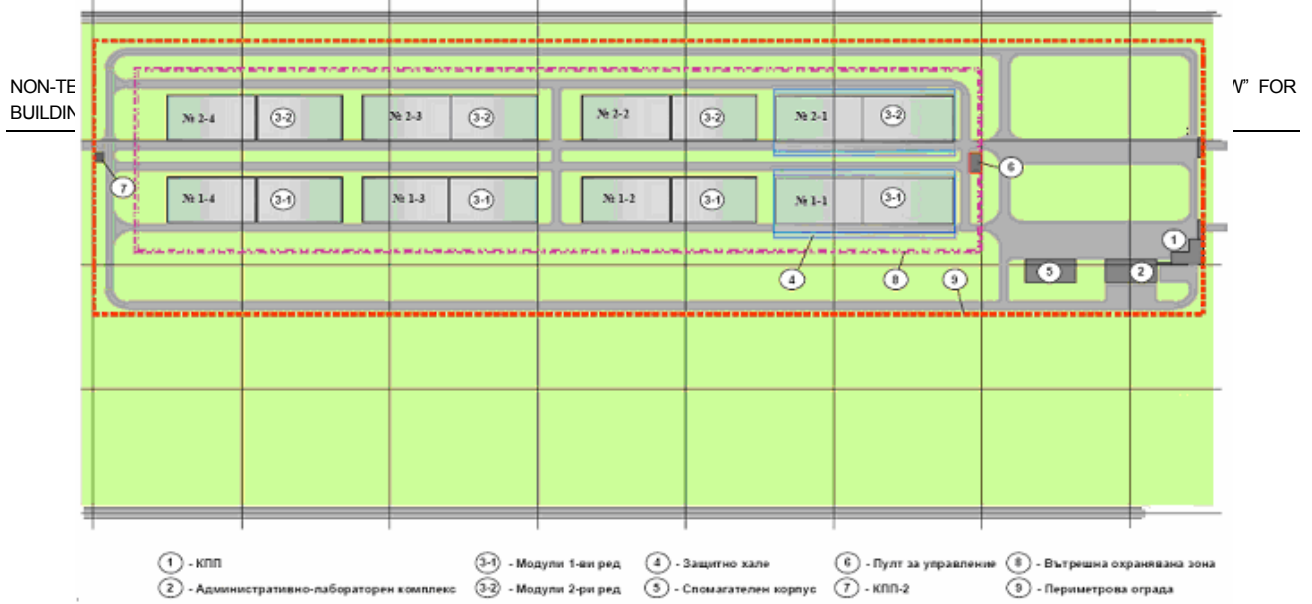 NON-TE
V” FOR
BUILDIN
№ 2-4 3-2 № 2-3 3-2 № 2-2 3-2 № 2-1 3-2
7 6
№ 1-4 3-1 № 1-3 3-1 № 1-2 3-1 № 1-1 3-1
1
4 8 9 5 2
1 - КПП
3-1 - Модули 1-ви ред
4 - Защитно хале
6 - Пулт за управление
8 - Вътрешна охранявана зона
2 - Административно-лабораторен комплекс
3-2 - Модули 2-ри ред
5 - Спомагателен корпус
7 - КПП-2
9 - Периметрова ограда